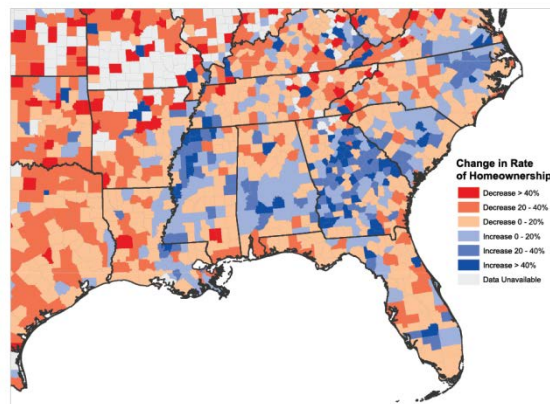 Change in Rate
of Homeownership
Decrease > 40%
Decrease 20 - 40%
Decrease 0 - 20%
Increase 0 - 20%
Increase 20 - 40%
Increase > 40%
Data Unavailable